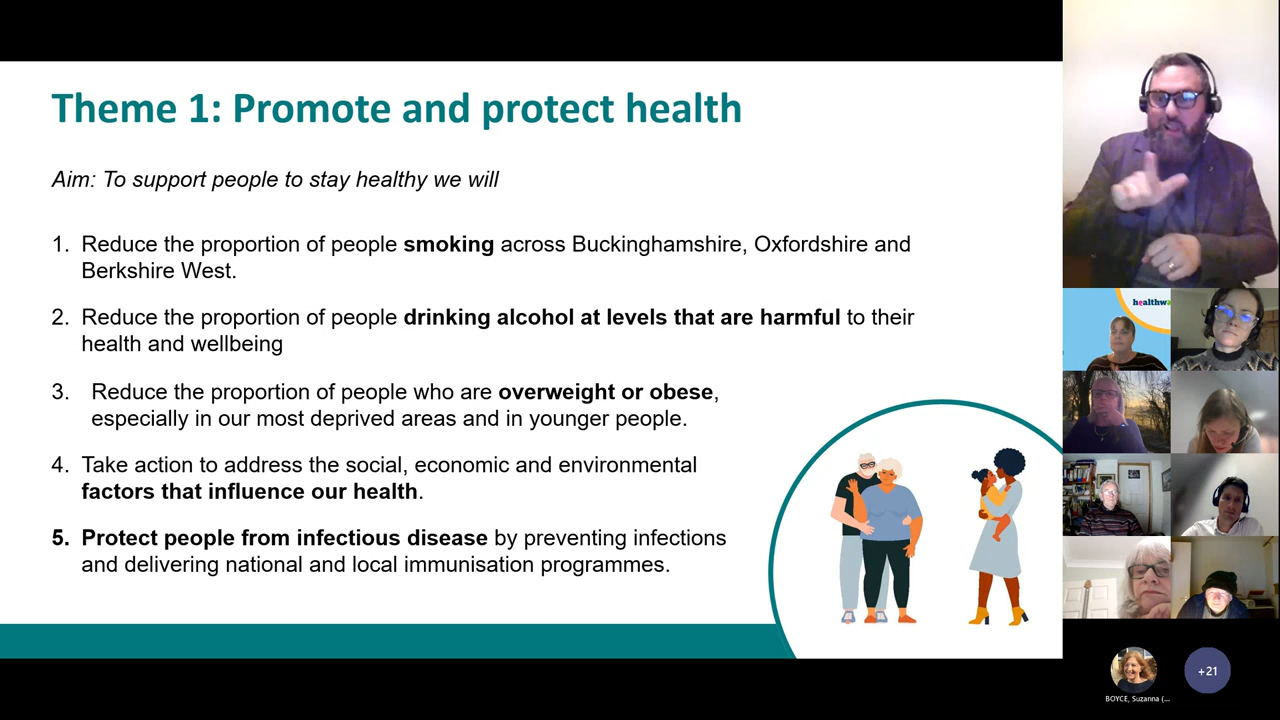 Theme 1: Promote and protect health
Aim: To support people to stay healthy we will
1. Reduce the proportion of people smoking across Buckinghamshire, Oxfordshire and
Berkshire West.
2. Reduce the proportion of people drinking alcohol at levels that are harmful to their
health and wellbeing
3. Reduce the proportion of people who are overweight or obese,
especially in our most deprived areas and in younger people.
4. Take action to address the social, economic and environmental
factors that influence our health.
5. Protect people from infectious disease by preventing infections
and delivering national and local immunisation programmes.
healthwa
+21
BOYCE, Suzanna (...